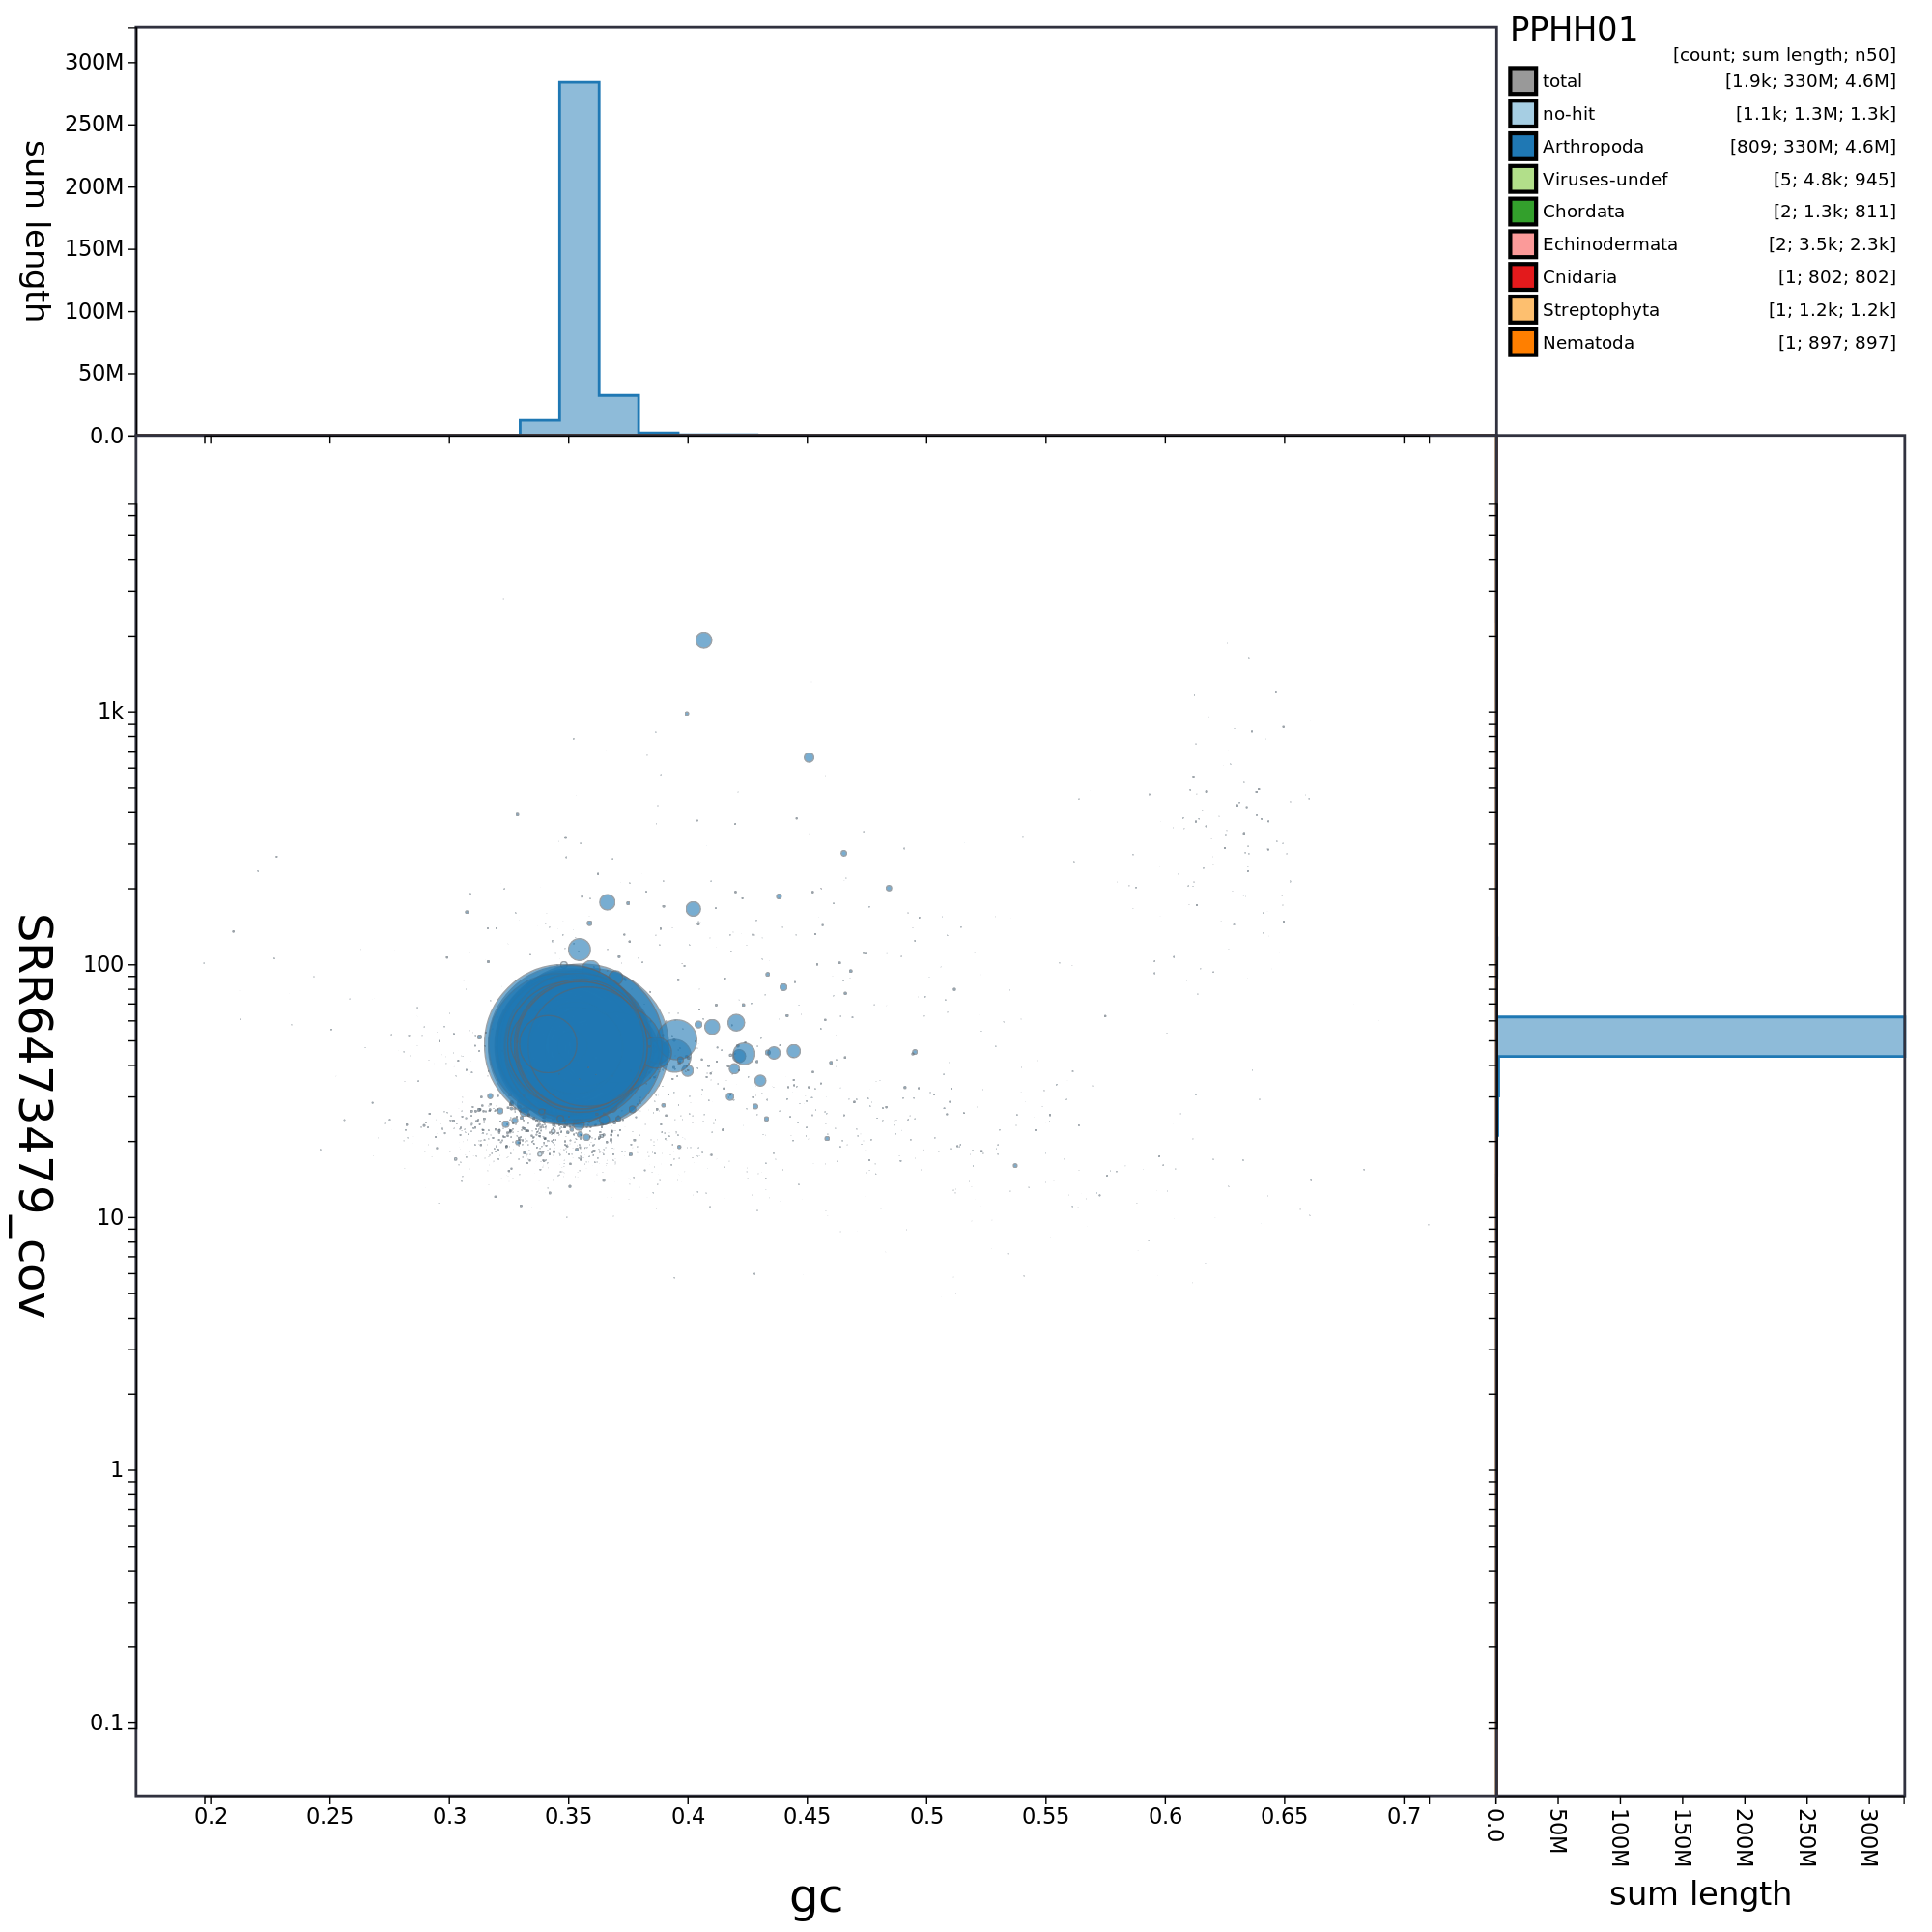 PPHH01
[count; sum length; n50]
total [1.9k; 330M; 4.6M]
no-hit [1.1k; 1.3M; 1.3k]
Arthropoda [809; 330M; 4.6M]
Viruses-undef [5; 4.8k; 945]
Chordata [2; 1.3k; 811]
Echinodermata [2; 3.5k; 2.3k]
Cnidaria [1; 802; 802]
Streptophyta [1; 1.2k; 1.2k]
Nematoda [1; 897; 897]
sum length
300M
250M
200M
150M
100M
50M
0.0
SRR6473479_cov
1k
100
10
1
0.1
0.2 0.25 0.3 0.35 0.4 0.45 0.5 0.55 0.6 0.65 0.7
gc
0.0 50M 100M 150M 200M 250M 300M
sum length